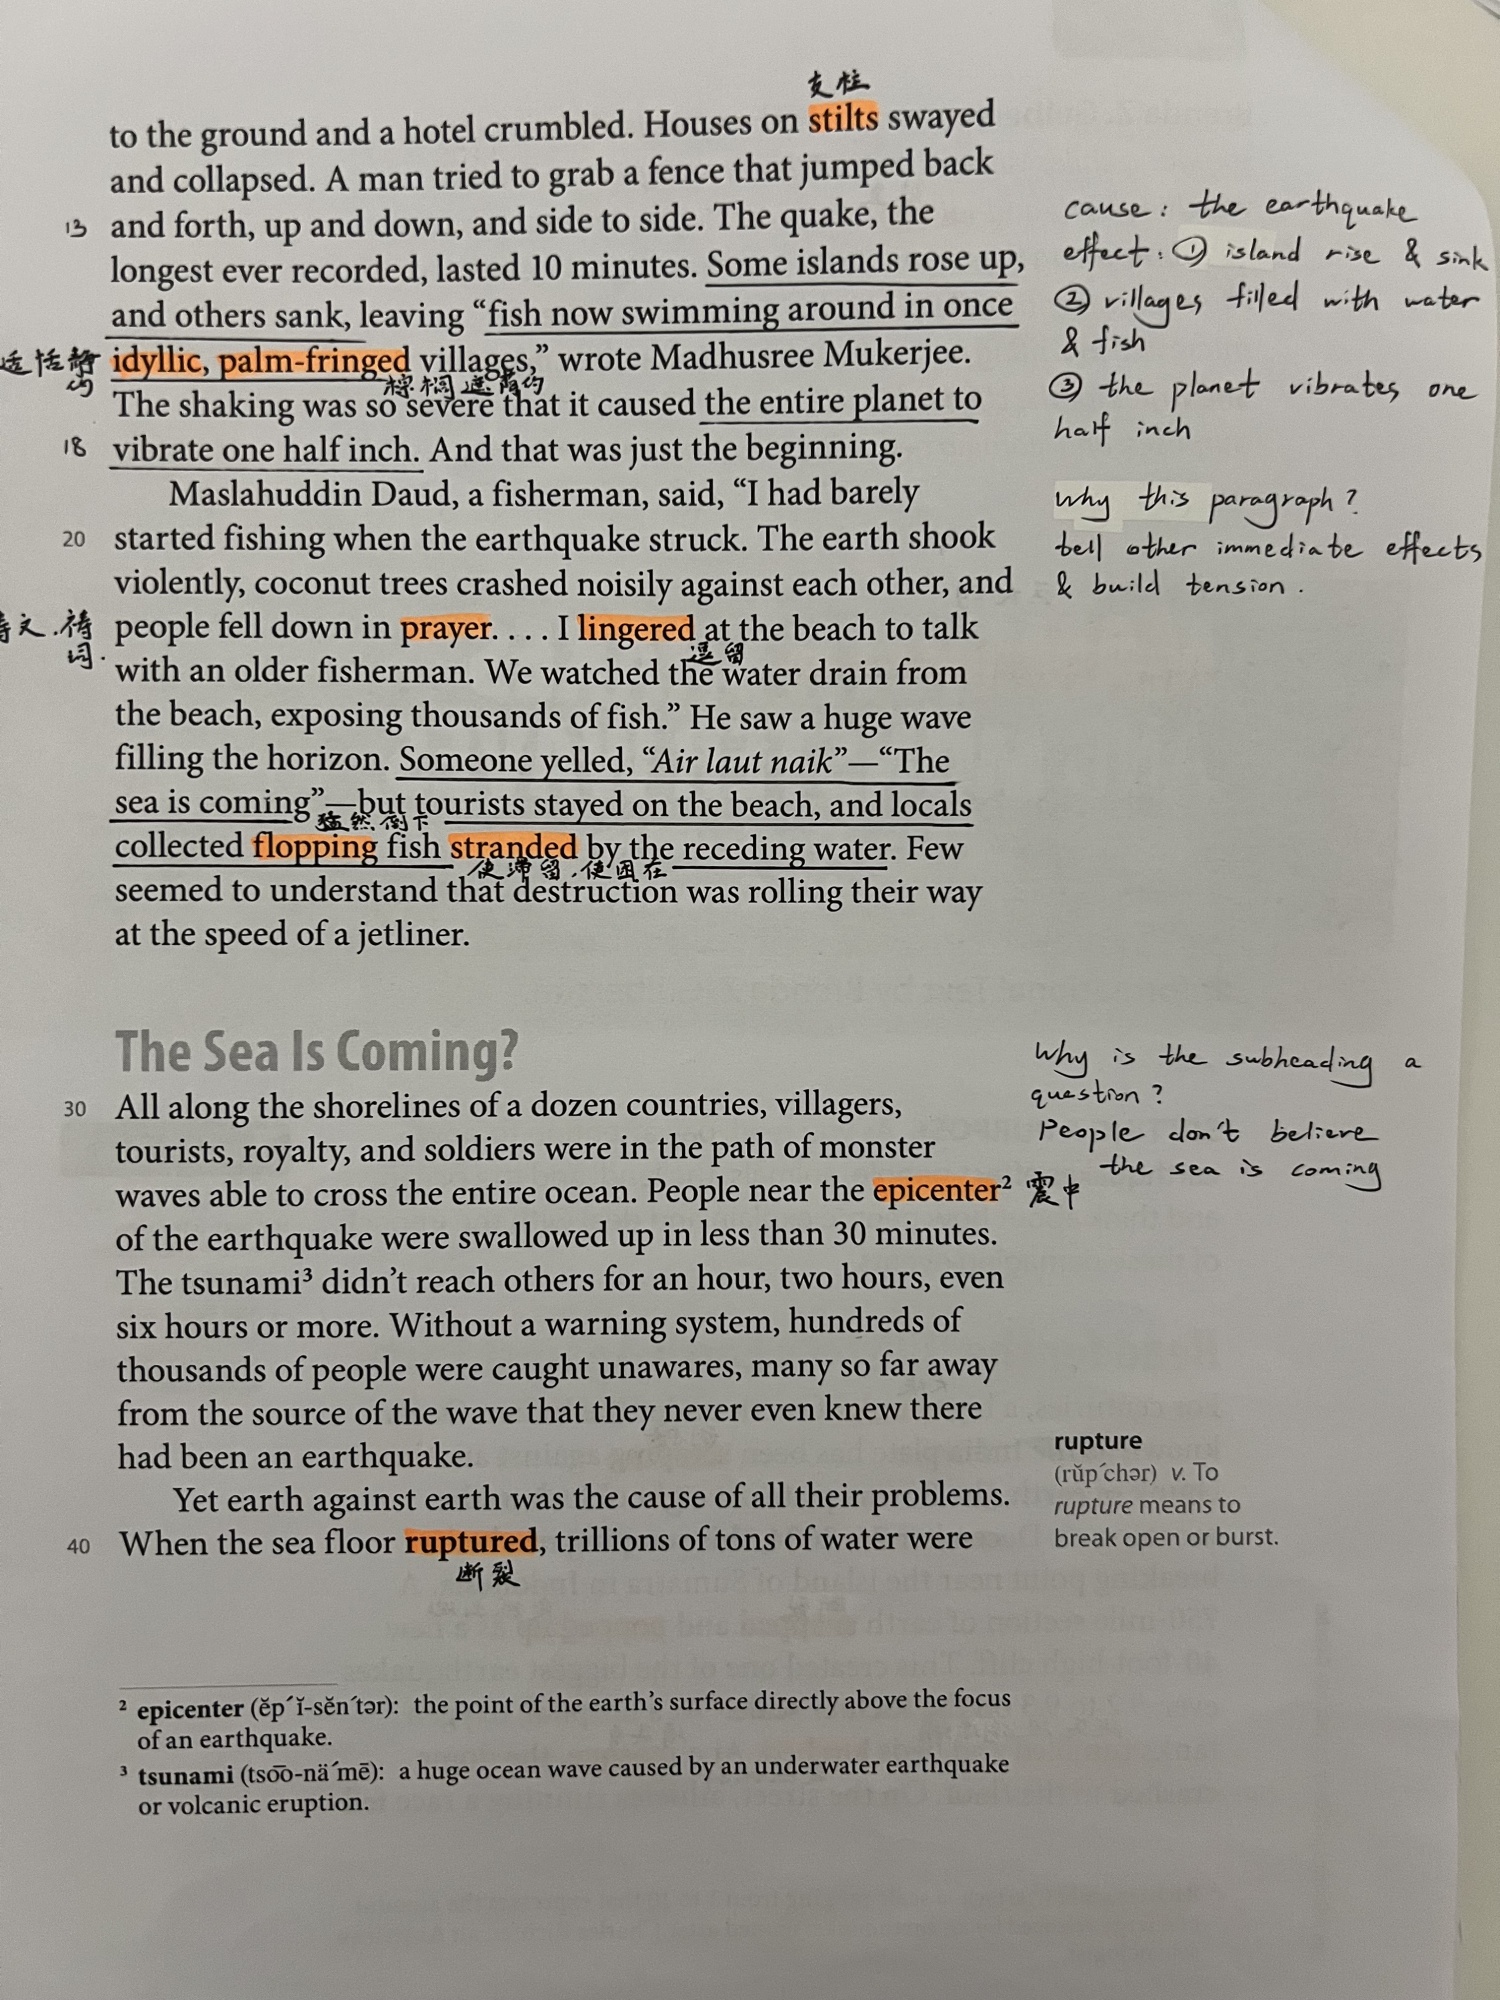 支柱
to the ground and a hotel crumbled. Houses on stilts swayed
and collapsed. A man tried to grab a fence that jumped back
13 and forth, up and down, and side to side. The quake, the
longest ever recorded, lasted 10 minutes. Some islands rose up,
and others sank, leaving “fish now swimming around in once
idyllic, palm-fringed villages,” wrote Madhusree Mukerjee.
恬静的
棕榈遮蔽的
The shaking was so severe that it caused the entire planet to
18 vibrate one half inch. And that was just the beginning.
Maslahuddin Daud, a fisherman, said, “I had barely
20 started fishing when the earthquake struck. The earth shook
violently, coconut trees crashed noisily against each other, and
people fell down in prayer. . . . I lingered at the beach to talk
祷文.祷词.
逗留
with an older fisherman. We watched the water drain from
the beach, exposing thousands of fish.” He saw a huge wave
filling the horizon. Someone yelled, “Air laut naik”—“The
sea is coming”—but tourists stayed on the beach, and locals
猛然倒下
collected flopping fish stranded by the receding water. Few
使滞留.使困在
seemed to understand that destruction was rolling their way
at the speed of a jetliner.
cause: the earthquake
effect: ① island rise & sink
② villages filled with water
& fish
③ the planet vibrates one
half inch
Why this paragraph?
tell other immediate effects
& build tension.
The Sea Is Coming?
30 All along the shorelines of a dozen countries, villagers,
tourists, royalty, and soldiers were in the path of monster
waves able to cross the entire ocean. People near the epicenter² 震中
of the earthquake were swallowed up in less than 30 minutes.
The tsunami³ didn’t reach others for an hour, two hours, even
six hours or more. Without a warning system, hundreds of
thousands of people were caught unawares, many so far away
from the source of the wave that they never even knew there
had been an earthquake.
Yet earth against earth was the cause of all their problems.
40 When the sea floor ruptured, trillions of tons of water were
断裂
Why is the subheading a
question?
People don't believe
the sea is coming
rupture
(rŭp´chər) v. To
rupture means to
break open or burst.
² epicenter (ĕp´ĭ-sĕn´tər): the point of the earth’s surface directly above the focus
of an earthquake.
³ tsunami (tso͞o-nä´mē): a huge ocean wave caused by an underwater earthquake
or volcanic eruption.